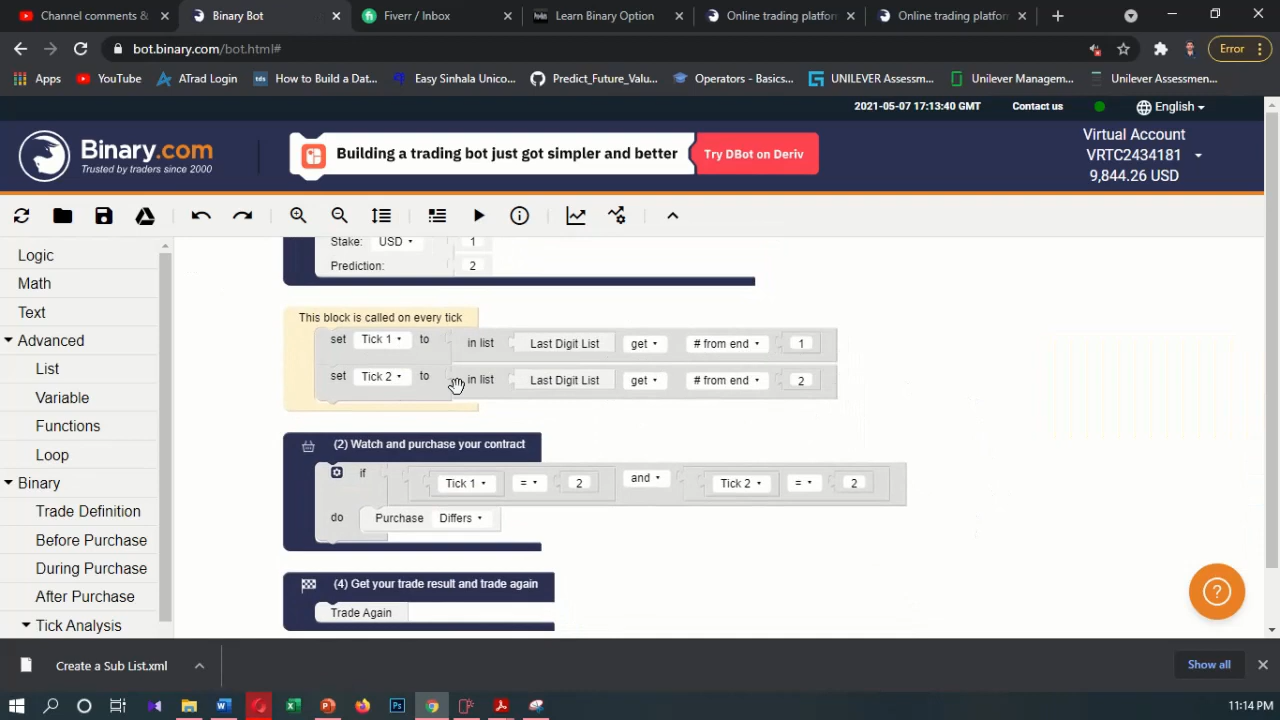 Channel comments &
Binary Bot
Fiverr / Inbox
Learn Binary Option
Online trading platfor
Online trading platfor
bot.binary.com/bot.html#
Error
Apps
YouTube
ATrad Login
How to Build a Dat...
Easy Sinhala Unico...
Predict_Future_Valu...
Operators - Basics...
UNILEVER Assessm...
Unilever Managem...
Unilever Assessmen...
2021-05-07 17:13:40 GMT
Contact us
English
Binary.com
Trusted by traders since 2000
Building a trading bot just got simpler and better
Try DBot on Deriv
Virtual Account
VRTC2434181
9,844.26 USD
Logic
Math
Text
Advanced
List
Variable
Functions
Loop
Binary
Trade Definition
Before Purchase
During Purchase
After Purchase
Tick Analysis
Stake: USD 1
Prediction: 2
This block is called on every tick
set Tick 1 to in list Last Digit List get # from end 1
set Tick 2 to in list Last Digit List get # from end 2
(2) Watch and purchase your contract
if Tick 1 = 2 and Tick 2 = 2
do Purchase Differs
(4) Get your trade result and trade again
Trade Again
Create a Sub List.xml
Show all
11:14 PM